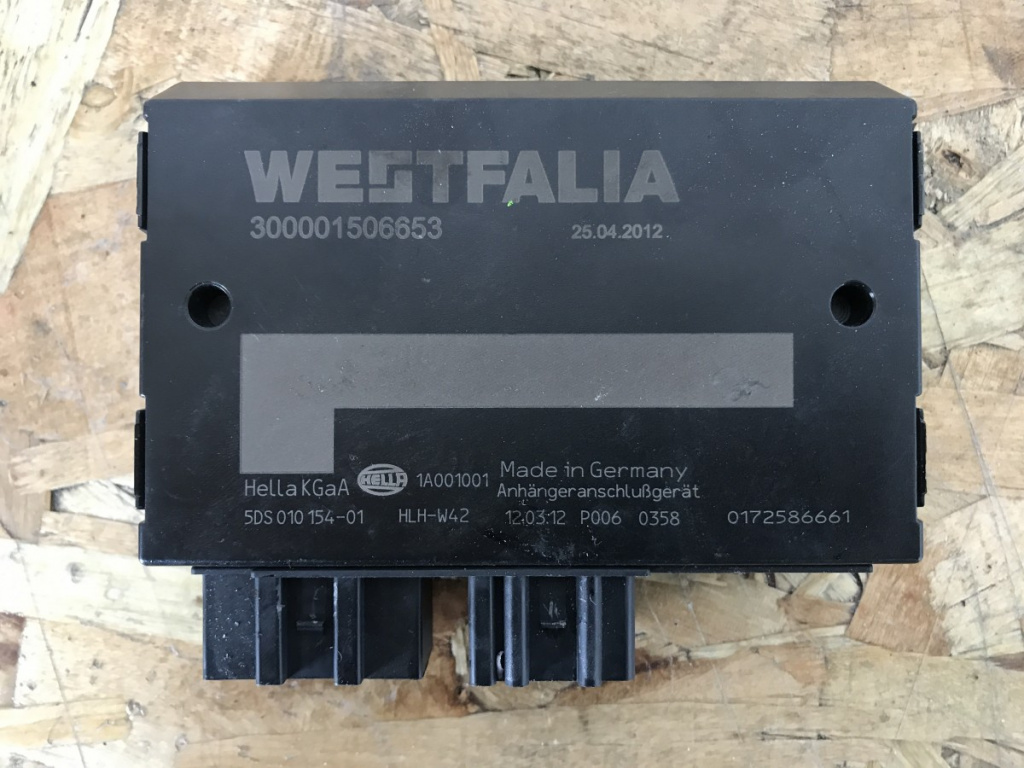 WESTFALIA
300001506653 25.04.2012
Hella KGaA HELLA 1A001001 Made in Germany
Anhängeranschlußgerät
5DS 010 154-01 HLH-W42 12.03.12 P006 0358 0172586661